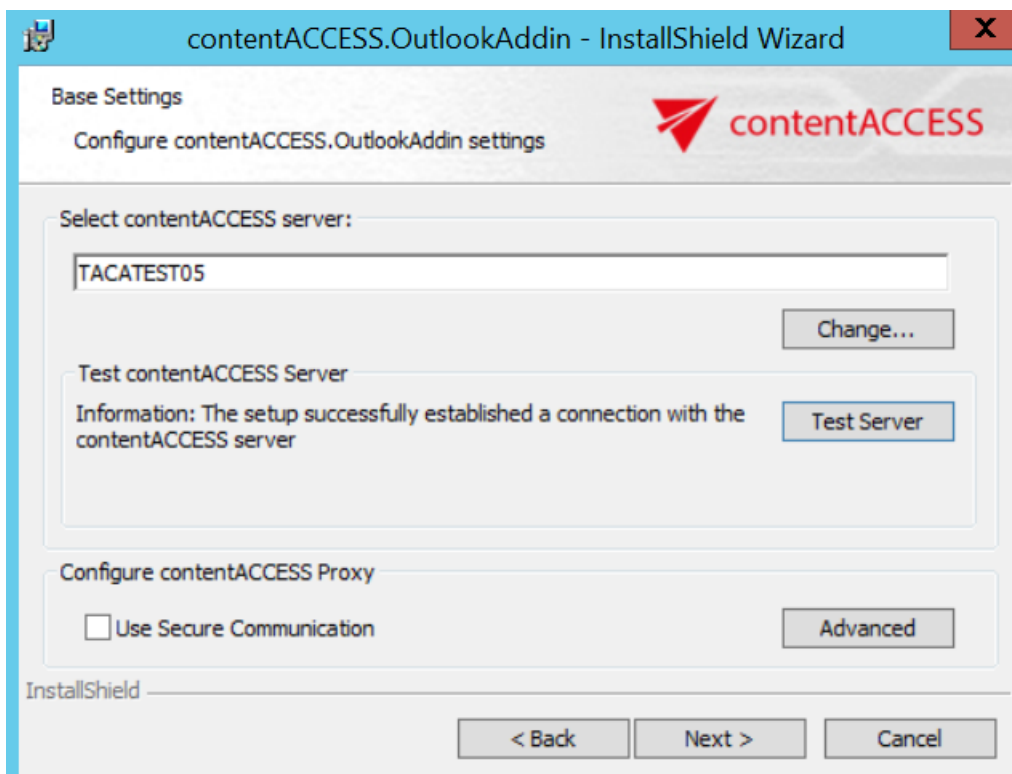 contentACCESS.OutlookAddin - InstallShield Wizard
X
Base Settings
Configure contentACCESS.OutlookAddin settings
contentACCESS
Select contentACCESS server:
TACATEST05
Change...
Test contentACCESS Server
Information: The setup successfully established a connection with the
contentACCESS server
Test Server
Configure contentACCESS Proxy
Use Secure Communication
Advanced
InstallShield
< Back
Next >
Cancel